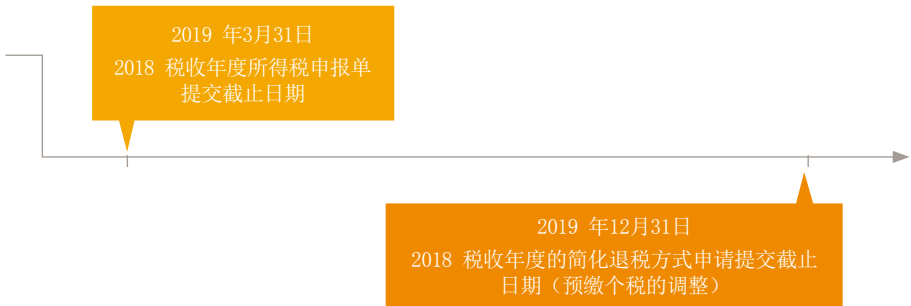 2019 年3月31日
2018 税收年度所得税申报单
提交截止日期
2019 年12月31日
2018 税收年度的简化退税方式申请提交截止
日期（预缴个税的调整）